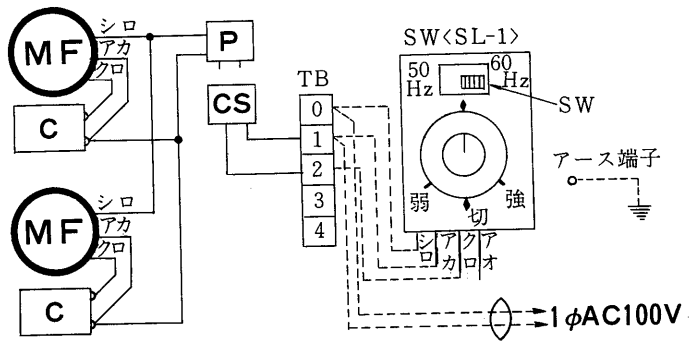 MF
シロ
アカ
クロ
C
P
CS
MF
シロ
アカ
クロ
C
TB
0
1
2
3
4
SW<SL-1>
50
Hz
60
Hz
SW
弱
切
強
シロ
アカ
クロ
アオ
アース端子
1φAC100V